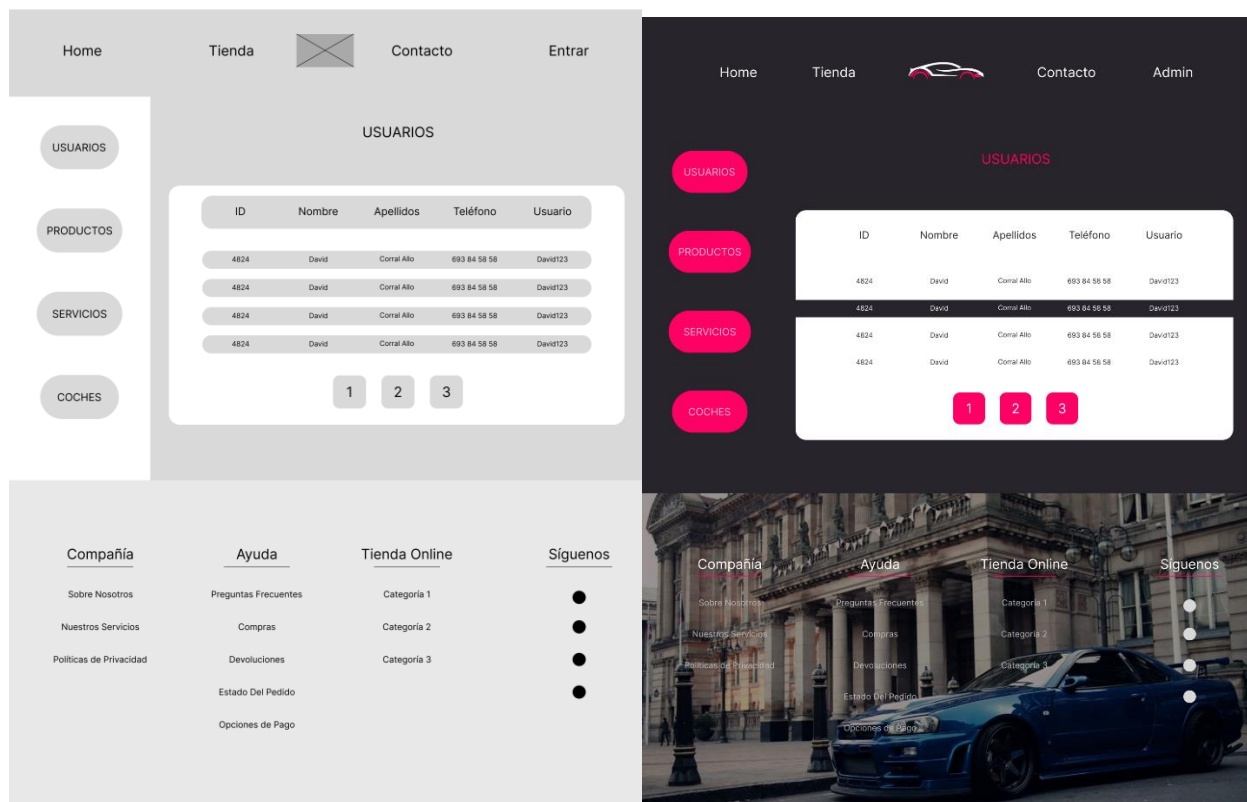 Home Tienda Contacto Entrar
USUARIOS
USUARIOS
PRODUCTOS
SERVICIOS
COCHES
ID Nombre Apellidos Teléfono Usuario
4824 David Corral Allo 693 84 58 58 David123
4824 David Corral Allo 693 84 58 58 David123
4824 David Corral Allo 693 84 58 58 David123
4824 David Corral Allo 693 84 58 58 David123
1 2 3
Compañía Ayuda Tienda Online Síguenos
Sobre Nosotros Preguntas Frecuentes Categoría 1
Nuestros Servicios Compras Categoría 2
Políticas de Privacidad Devoluciones Categoría 3
Estado Del Pedido
Opciones de Pago
Home Tienda Contacto Admin
USUARIOS
USUARIOS
PRODUCTOS
SERVICIOS
COCHES
ID Nombre Apellidos Teléfono Usuario
4824 David Corral Allo 693 84 58 58 David123
4824 David Corral Allo 693 84 58 58 David123
4824 David Corral Allo 693 84 58 58 David123
4824 David Corral Allo 693 84 58 58 David123
1 2 3
Compañía Ayuda Tienda Online Síguenos
Sobre Nosotros Preguntas Frecuentes Categoría 1
Nuestros Servicios Compras Categoría 2
Políticas de Privacidad Devoluciones Categoría 3
Estado Del Pedido
Opciones de Pago